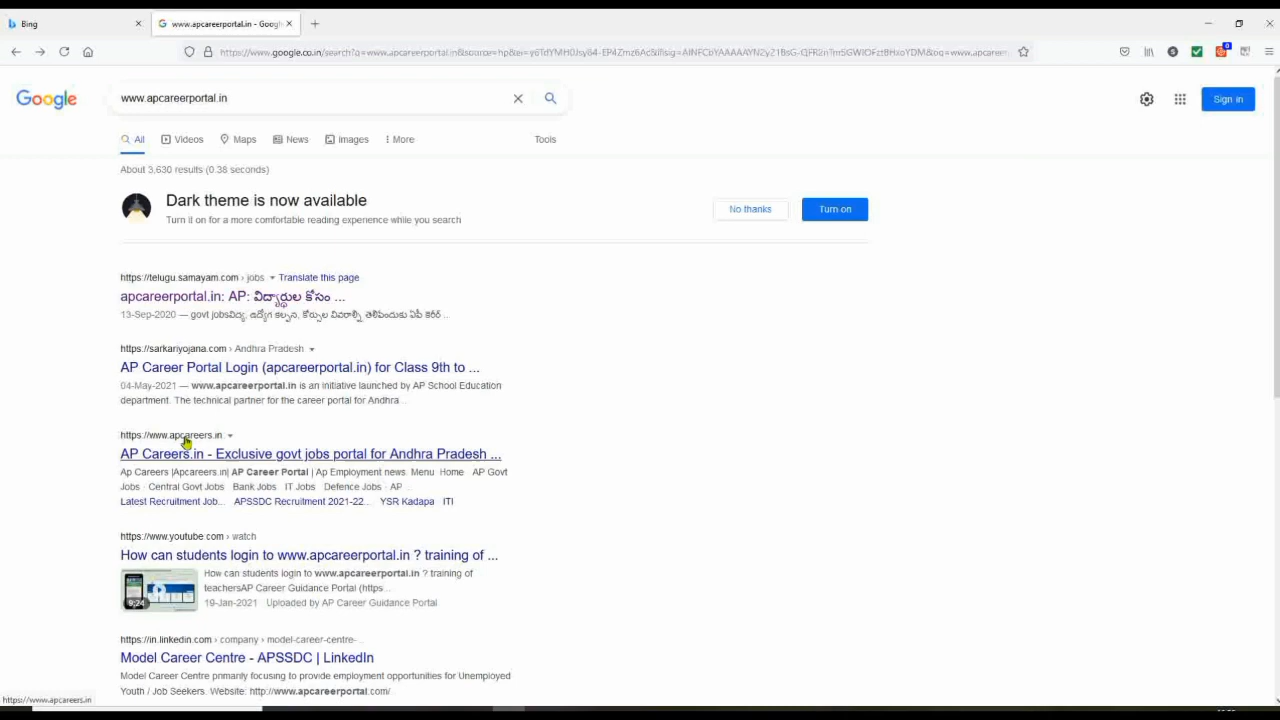 Bing
www.apcareerportal.in - Google
Google
www.apcareerportal.in
Sign in
All Videos Maps News Images More Tools
About 3,630 results (0.38 seconds)
Dark theme is now available
Turn it on for a more comfortable reading experience while you search
No thanks Turn on
https://telugu.samayam.com › jobs Translate this page
apcareerportal.in: AP: విద్యార్థుల కోసం ...
13-Sep-2020 — govt jobsవిద్య, ఉద్యోగ కల్పన, కోర్సుల వివరాల్ని తెలిపేందుకు ఏపీ కెరీర్ ..
https://sarkariyojana.com › Andhra Pradesh
AP Career Portal Login (apcareerportal.in) for Class 9th to ...
04-May-2021 — www.apcareerportal.in is an initiative launched by AP School Education
department. The technical partner for the career portal for Andhra...
https://www.apcareers.in
AP Careers.in - Exclusive govt jobs portal for Andhra Pradesh ...
Ap Careers |Apcareers.in| AP Career Portal | Ap Employment news. Menu Home · AP Govt
Jobs · Central Govt Jobs · Bank Jobs · IT Jobs · Defence Jobs · AP ..
Latest Recruitment Job... APSSDC Recruitment 2021-22... YSR Kadapa ITI
https://www.youtube.com › watch
How can students login to www.apcareerportal.in ? training of ...
How can students login to www.apcareerportal.in ? training of
teachersAP Career Guidance Portal (https...
9:24
19-Jan-2021 Uploaded by AP Career Guidance Portal
https://in.linkedin.com › company › model-career-centre-...
Model Career Centre - APSSDC | LinkedIn
Model Career Centre primarily focusing to provide employment opportunities for Unemployed
Youth / Job Seekers. Website: http://www.apcareerportal.com/
https://www.apcareers.in